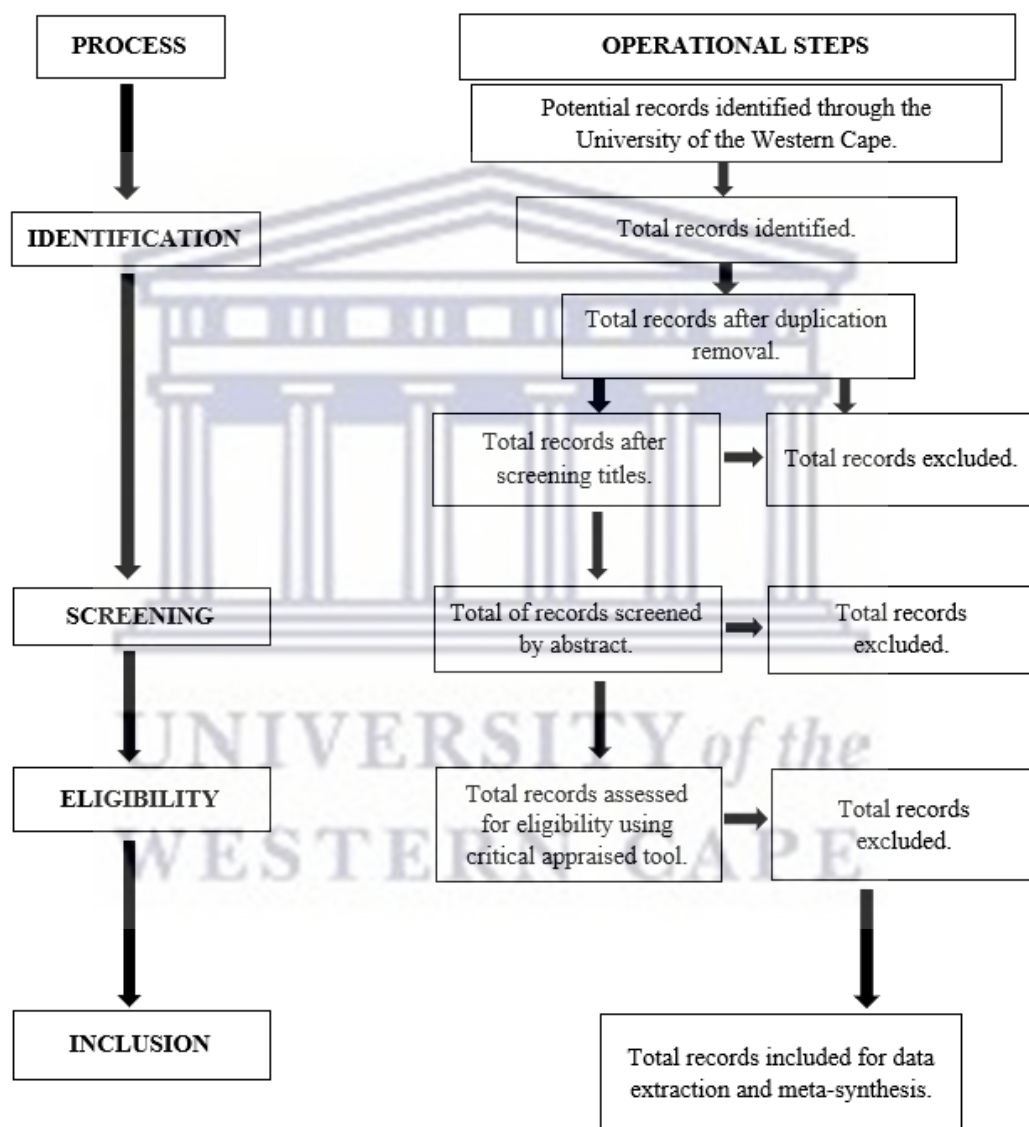 PROCESS
OPERATIONAL STEPS
Potential records identified through the
University of the Western Cape.
IDENTIFICATION
Total records identified.
Total records after duplication
removal.
Total records after
screening titles.
Total records excluded.
SCREENING
Total of records screened
by abstract.
Total records
excluded.
ELIGIBILITY
Total records assessed
for eligibility using
critical appraised tool.
Total records
excluded.
INCLUSION
Total records included for data
extraction and meta-synthesis.
UNIVERSITY of the
WESTERN CAPE